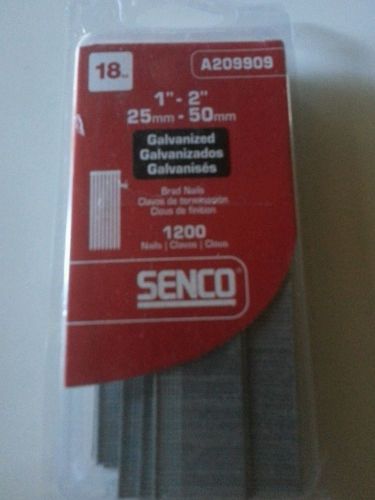 18
A209909
1" - 2"
25mm - 50mm
Galvanized
Galvanizados
Galvanisés
Brad Nails
Clavos de terminación
Clous de finition
1200
Nails | Clavos | Clous
SENCO